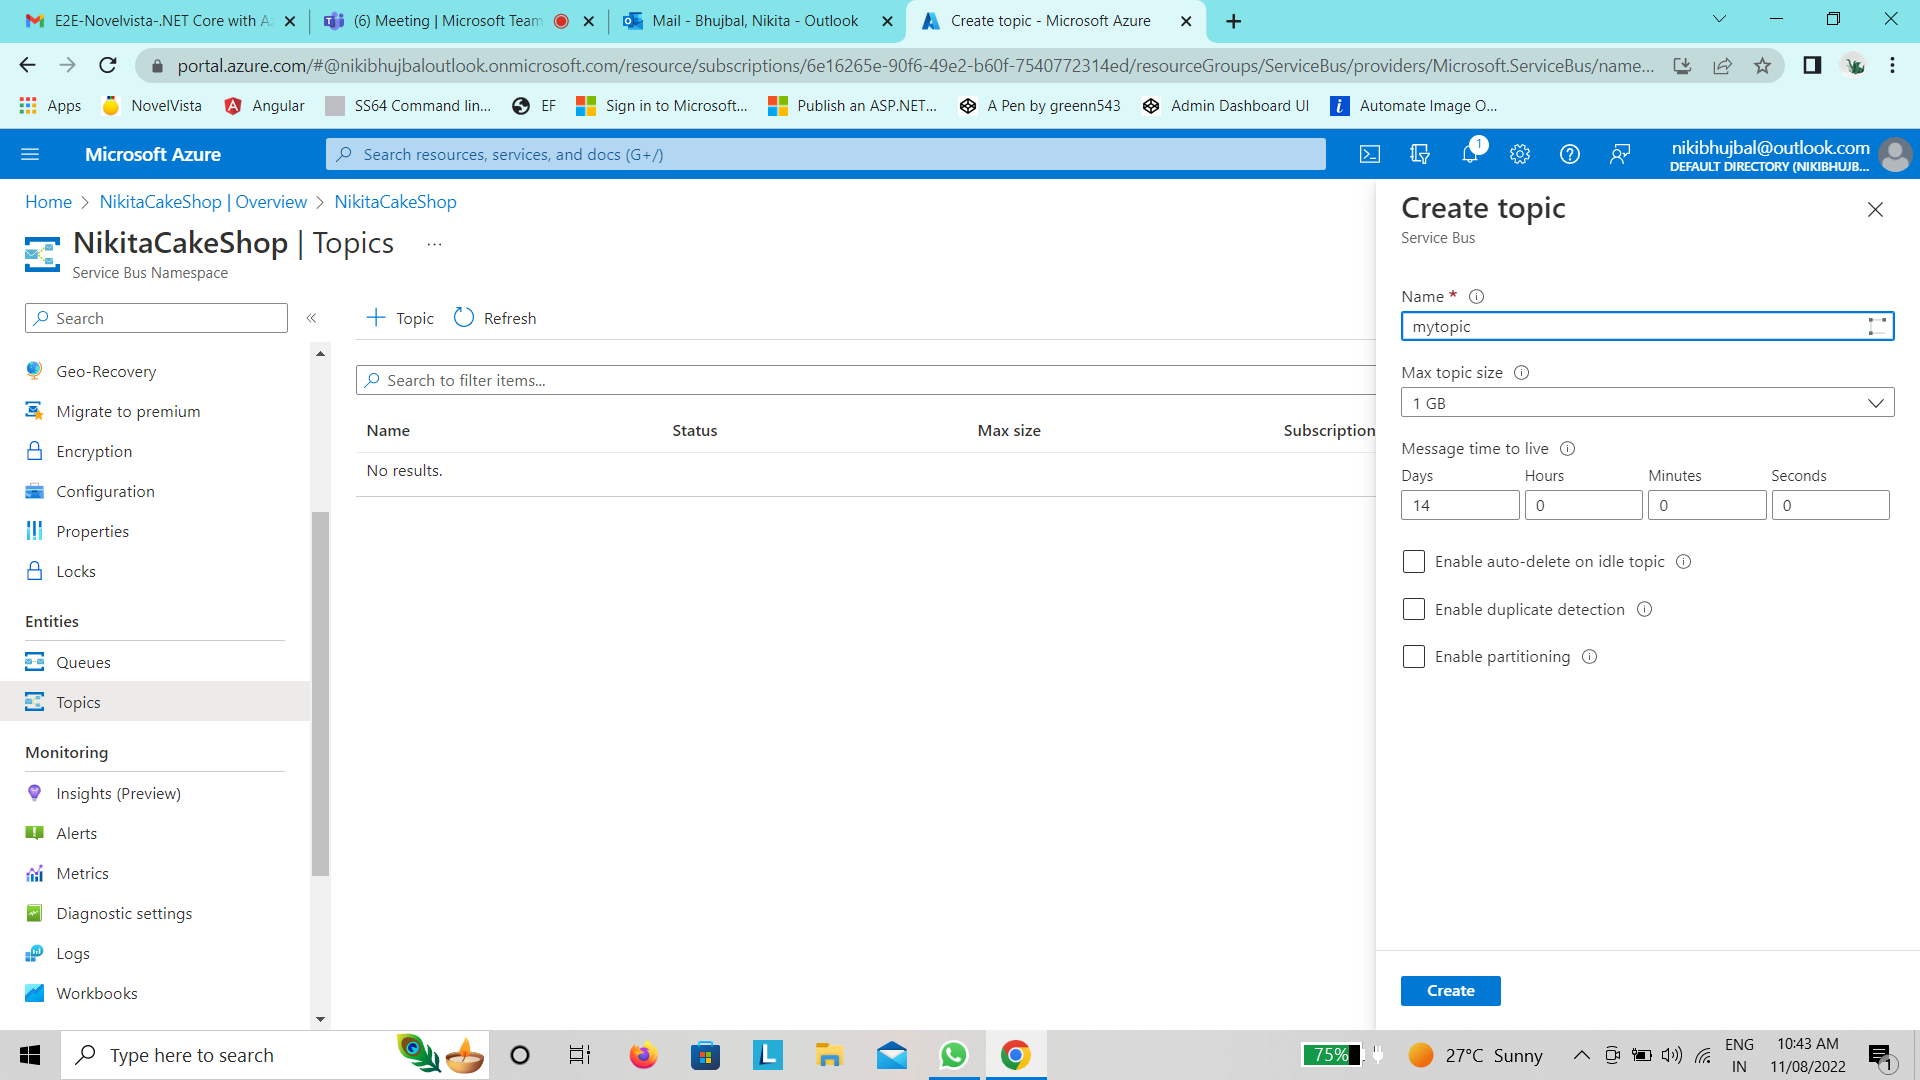 E2E-Novelvista-.NET Core with Az
(6) Meeting | Microsoft Team
Mail - Bhujbal, Nikita - Outlook
Create topic - Microsoft Azure
portal.azure.com/#@nikibhujbaloutlook.onmicrosoft.com/resource/subscriptions/6e16265e-90f6-49e2-b60f-7540772314ed/resourceGroups/ServiceBus/providers/Microsoft.ServiceBus/name...
Apps
NovelVista
Angular
SS64 Command lin...
EF
Sign in to Microsoft...
Publish an ASP.NET...
A Pen by greenn543
Admin Dashboard UI
Automate Image O...
Microsoft Azure
Search resources, services, and docs (G+/)
1
nikibhujbal@outlook.com
DEFAULT DIRECTORY (NIKIBHUJB...
Home > NikitaCakeShop | Overview > NikitaCakeShop
NikitaCakeShop | Topics ...
Service Bus Namespace
Search
«
Geo-Recovery
Migrate to premium
Encryption
Configuration
Properties
Locks
Entities
Queues
Topics
Monitoring
Insights (Preview)
Alerts
Metrics
Diagnostic settings
Logs
Workbooks
+ Topic
Refresh
Search to filter items...
Name
Status
Max size
Subscription
No results.
Create topic
Service Bus
Name *
mytopic
Max topic size
1 GB
Message time to live
Days
Hours
Minutes
Seconds
14
0
0
0
Enable auto-delete on idle topic
Enable duplicate detection
Enable partitioning
Create
Type here to search
L
75%
27°C Sunny
ENG
IN
10:43 AM
11/08/2022
1